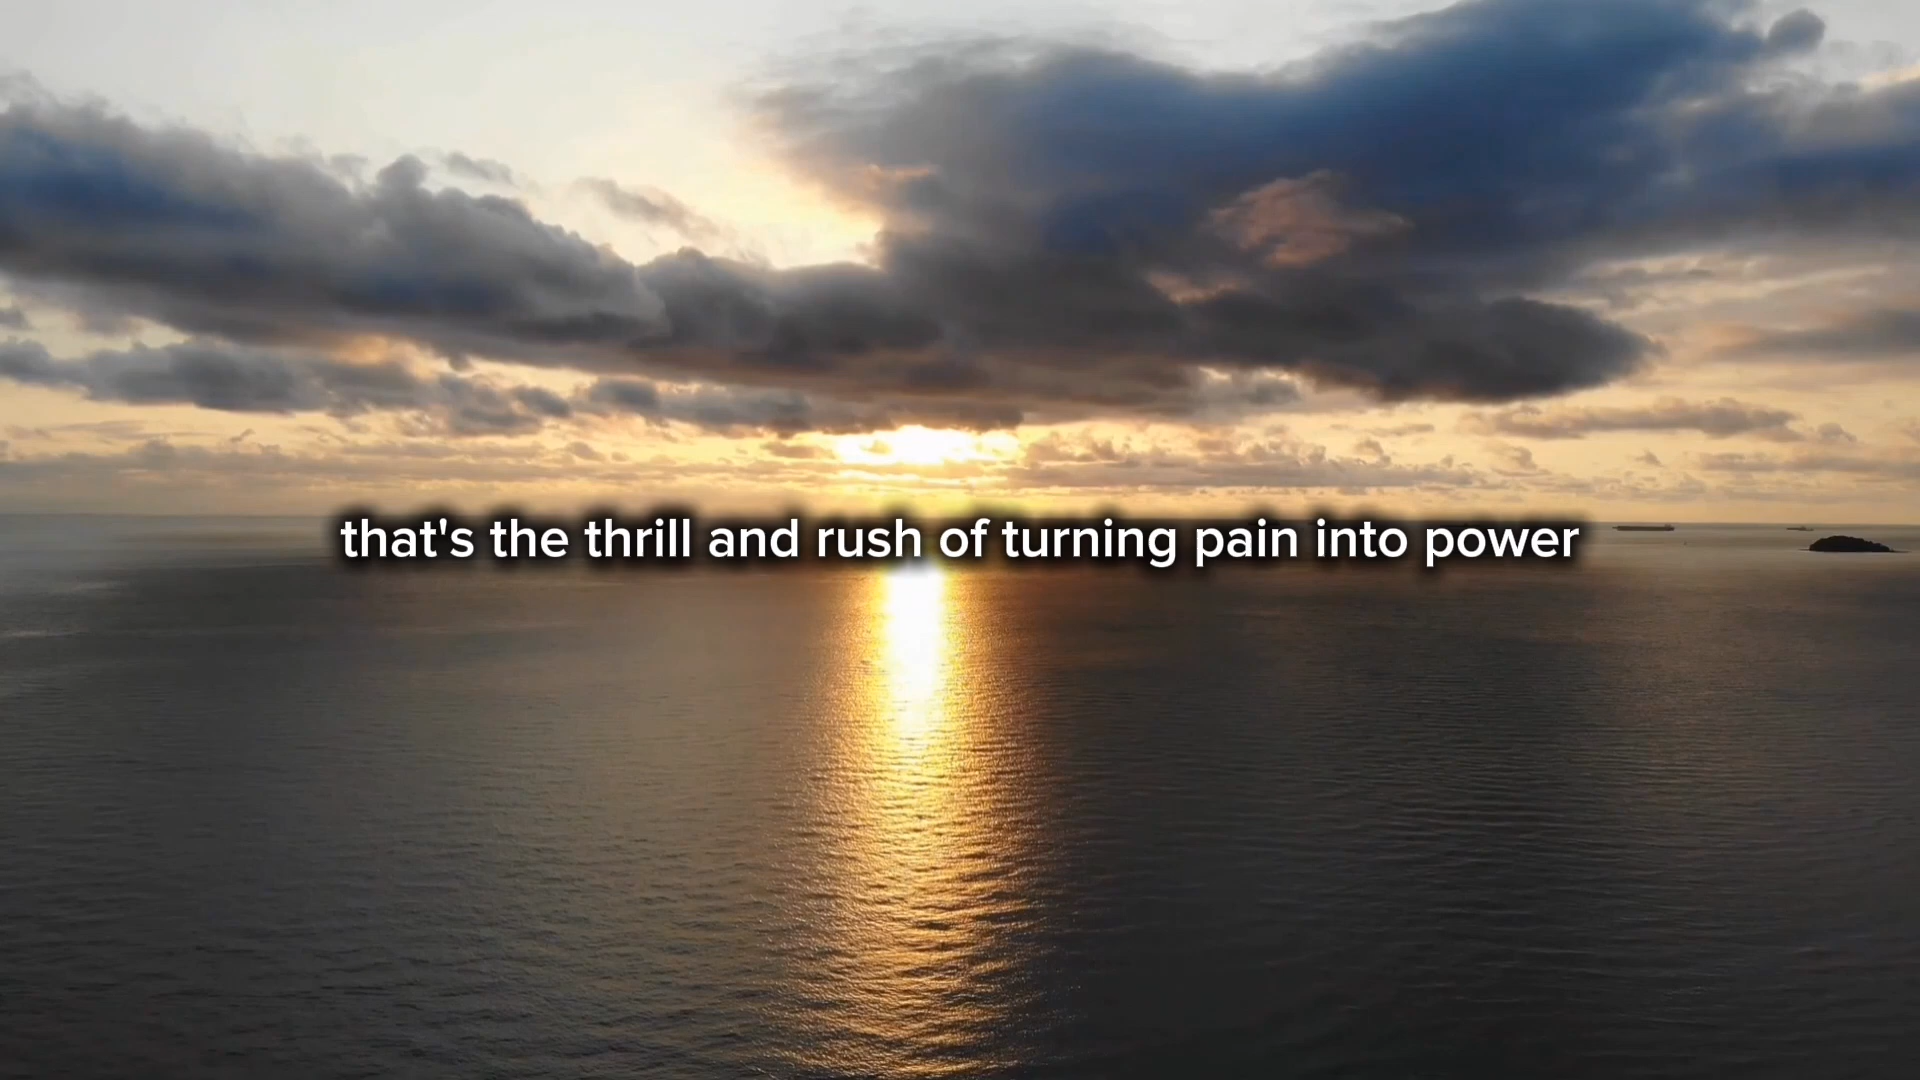 that's the thrill and rush of turning pain into power